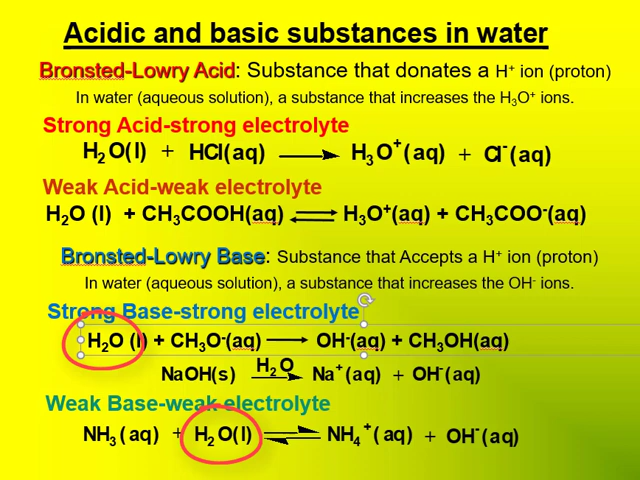 Acidic and basic substances in water
Bronsted-Lowry Acid: Substance that donates a H⁺ ion (proton)
In water (aqueous solution), a substance that increases the H₃O⁺ ions.
Strong Acid-strong electrolyte
H₂O(l) + HCl(aq) ⟶ H₃O⁺(aq) + Cl⁻(aq)
Weak Acid-weak electrolyte
H₂O (l) + CH₃COOH(aq) ⇌ H₃O⁺(aq) + CH₃COO⁻(aq)
Bronsted-Lowry Base: Substance that Accepts a H⁺ ion (proton)
In water (aqueous solution), a substance that increases the OH⁻ ions.
Strong Base-strong electrolyte
H₂O (l) + CH₃O⁻(aq) ⟶ OH⁻(aq) + CH₃OH(aq)
NaOH(s) H₂O ⟶ Na⁺(aq) + OH⁻(aq)
Weak Base-weak electrolyte
NH₃(aq) + H₂O(l) ⇌ NH₄⁺(aq) + OH⁻(aq)